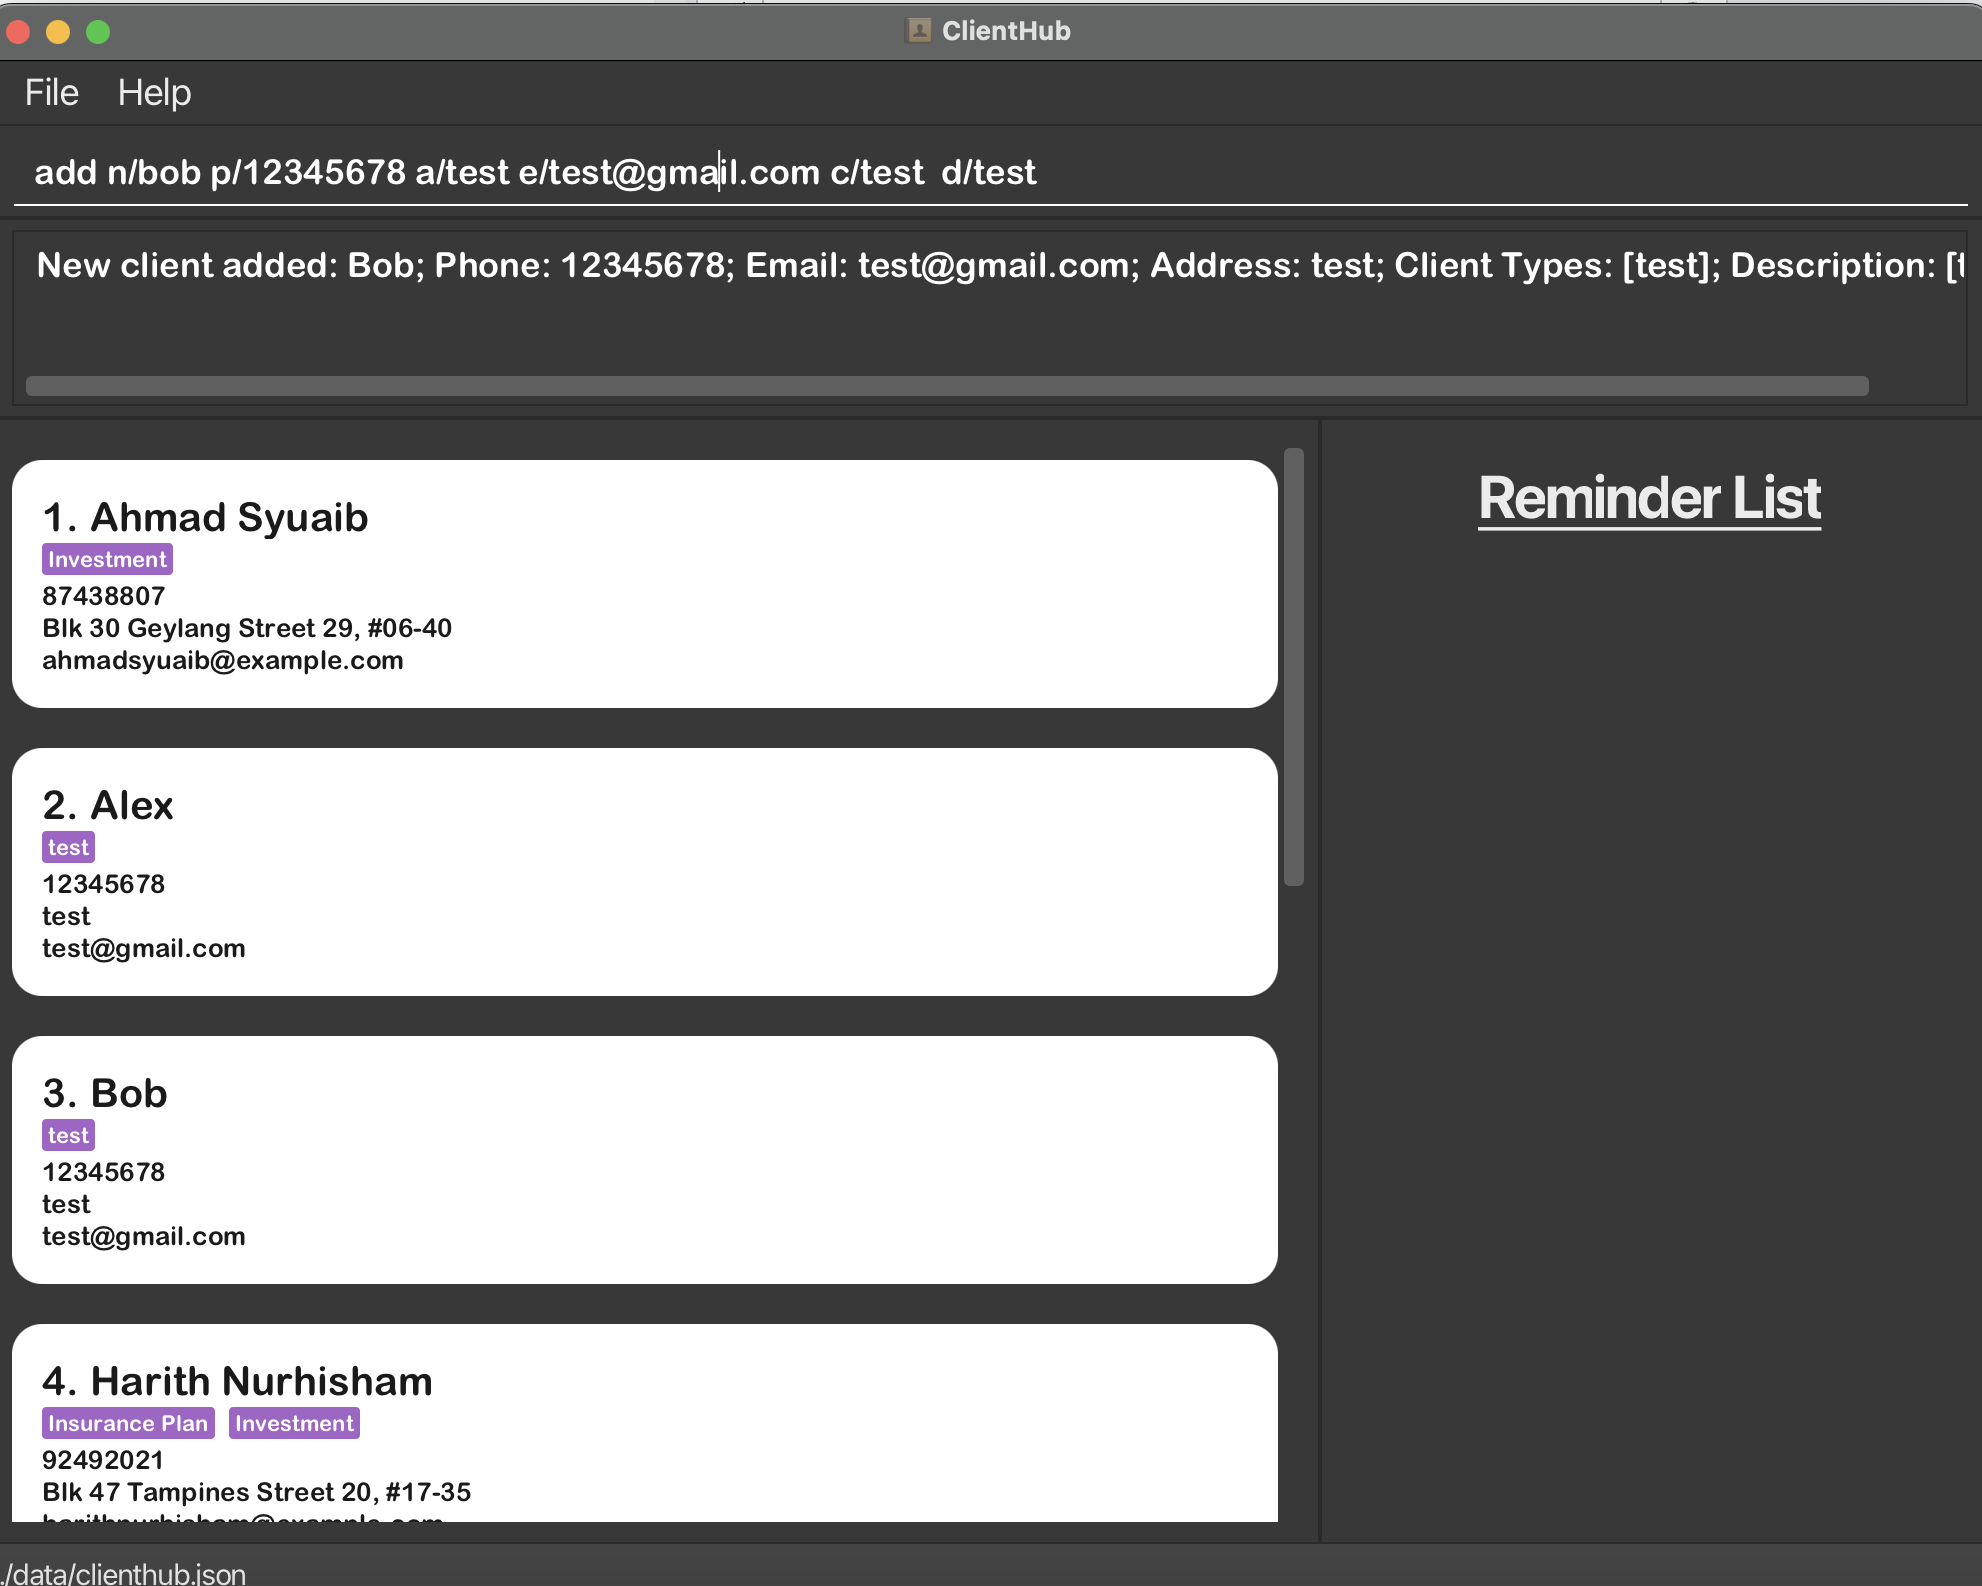 ClientHub
File Help
add n/bob p/12345678 a/test e/test@gmail.com c/test  d/test
New client added: Bob; Phone: 12345678; Email: test@gmail.com; Address: test; Client Types: [test]; Description: [t
1. Ahmad Syuaib
Investment
87438807
Blk 30 Geylang Street 29, #06-40
ahmadsyuaib@example.com
2. Alex
test
12345678
test
test@gmail.com
3. Bob
test
12345678
test
test@gmail.com
4. Harith Nurhisham
Insurance Plan Investment
92492021
Blk 47 Tampines Street 20, #17-35
harithnurhisham@example.com
Reminder List
./data/clienthub.json